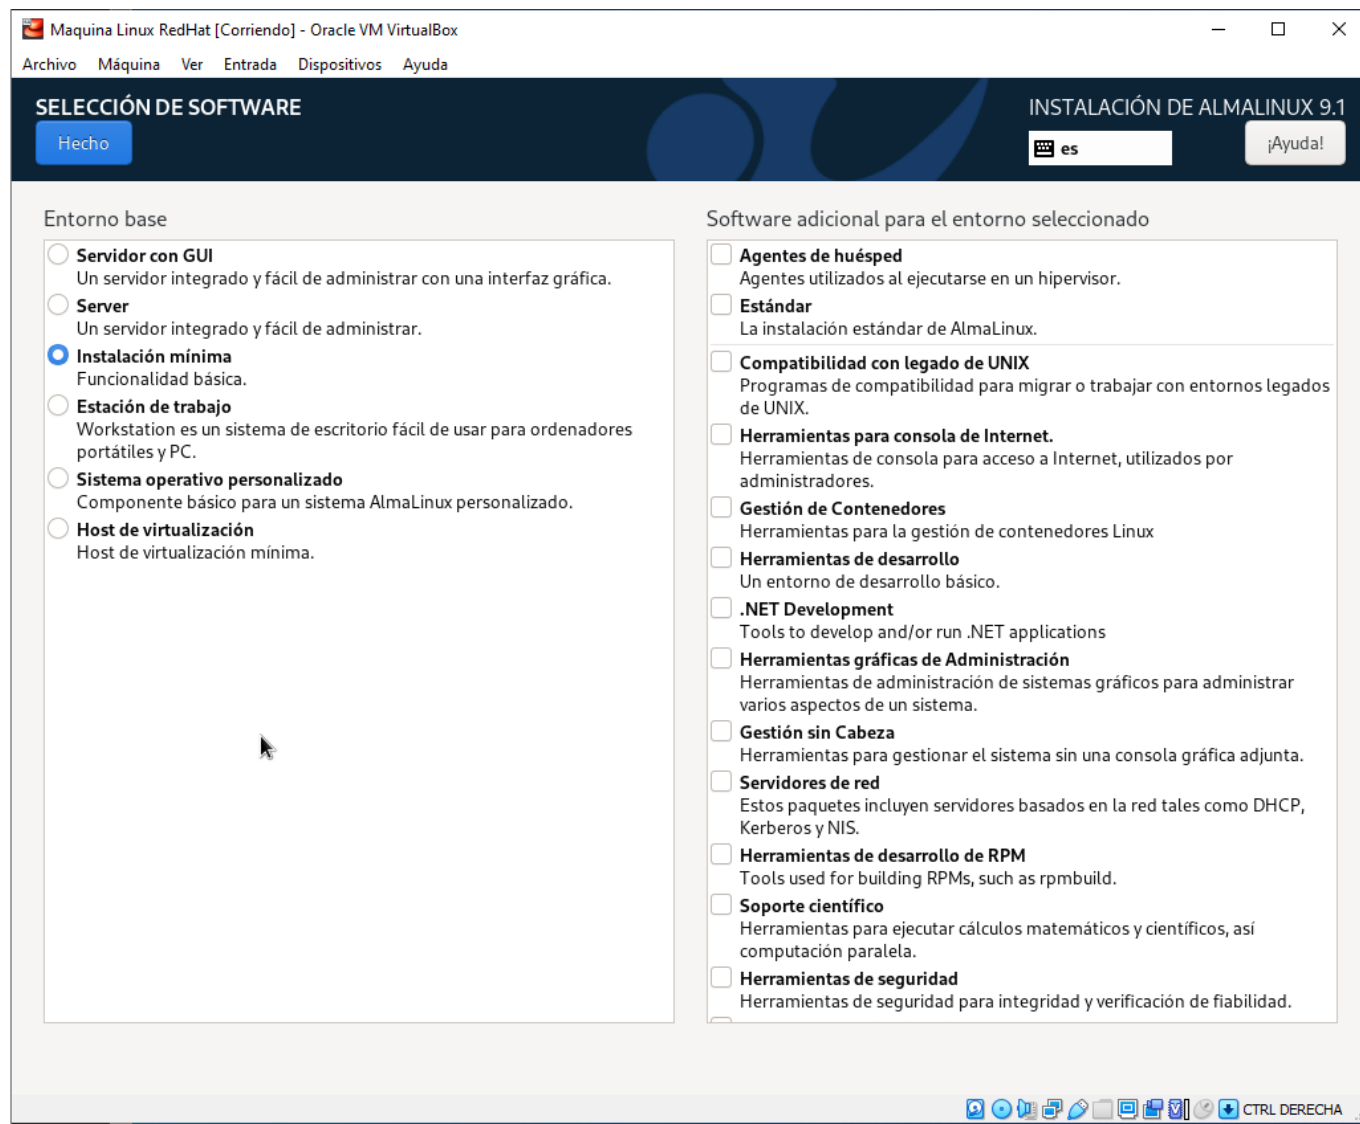 Maquina Linux RedHat [Corriendo] - Oracle VM VirtualBox
Archivo Máquina Ver Entrada Dispositivos Ayuda
SELECCIÓN DE SOFTWARE
Hecho
INSTALACIÓN DE ALMALINUX 9.1
es
¡Ayuda!
Entorno base
Servidor con GUI
Un servidor integrado y fácil de administrar con una interfaz gráfica.
Server
Un servidor integrado y fácil de administrar.
Instalación mínima
Funcionalidad básica.
Estación de trabajo
Workstation es un sistema de escritorio fácil de usar para ordenadores
portátiles y PC.
Sistema operativo personalizado
Componente básico para un sistema AlmaLinux personalizado.
Host de virtualización
Host de virtualización mínima.
Software adicional para el entorno seleccionado
Agentes de huésped
Agentes utilizados al ejecutarse en un hipervisor.
Estándar
La instalación estándar de AlmaLinux.
Compatibilidad con legado de UNIX
Programas de compatibilidad para migrar o trabajar con entornos legados
de UNIX.
Herramientas para consola de Internet.
Herramientas de consola para acceso a Internet, utilizados por
administradores.
Gestión de Contenedores
Herramientas para la gestión de contenedores Linux
Herramientas de desarrollo
Un entorno de desarrollo básico.
.NET Development
Tools to develop and/or run .NET applications
Herramientas gráficas de Administración
Herramientas de administración de sistemas gráficos para administrar
varios aspectos de un sistema.
Gestión sin Cabeza
Herramientas para gestionar el sistema sin una consola gráfica adjunta.
Servidores de red
Estos paquetes incluyen servidores basados en la red tales como DHCP,
Kerberos y NIS.
Herramientas de desarrollo de RPM
Tools used for building RPMs, such as rpmbuild.
Soporte científico
Herramientas para ejecutar cálculos matemáticos y científicos, así
computación paralela.
Herramientas de seguridad
Herramientas de seguridad para integridad y verificación de fiabilidad.
CTRL DERECHA